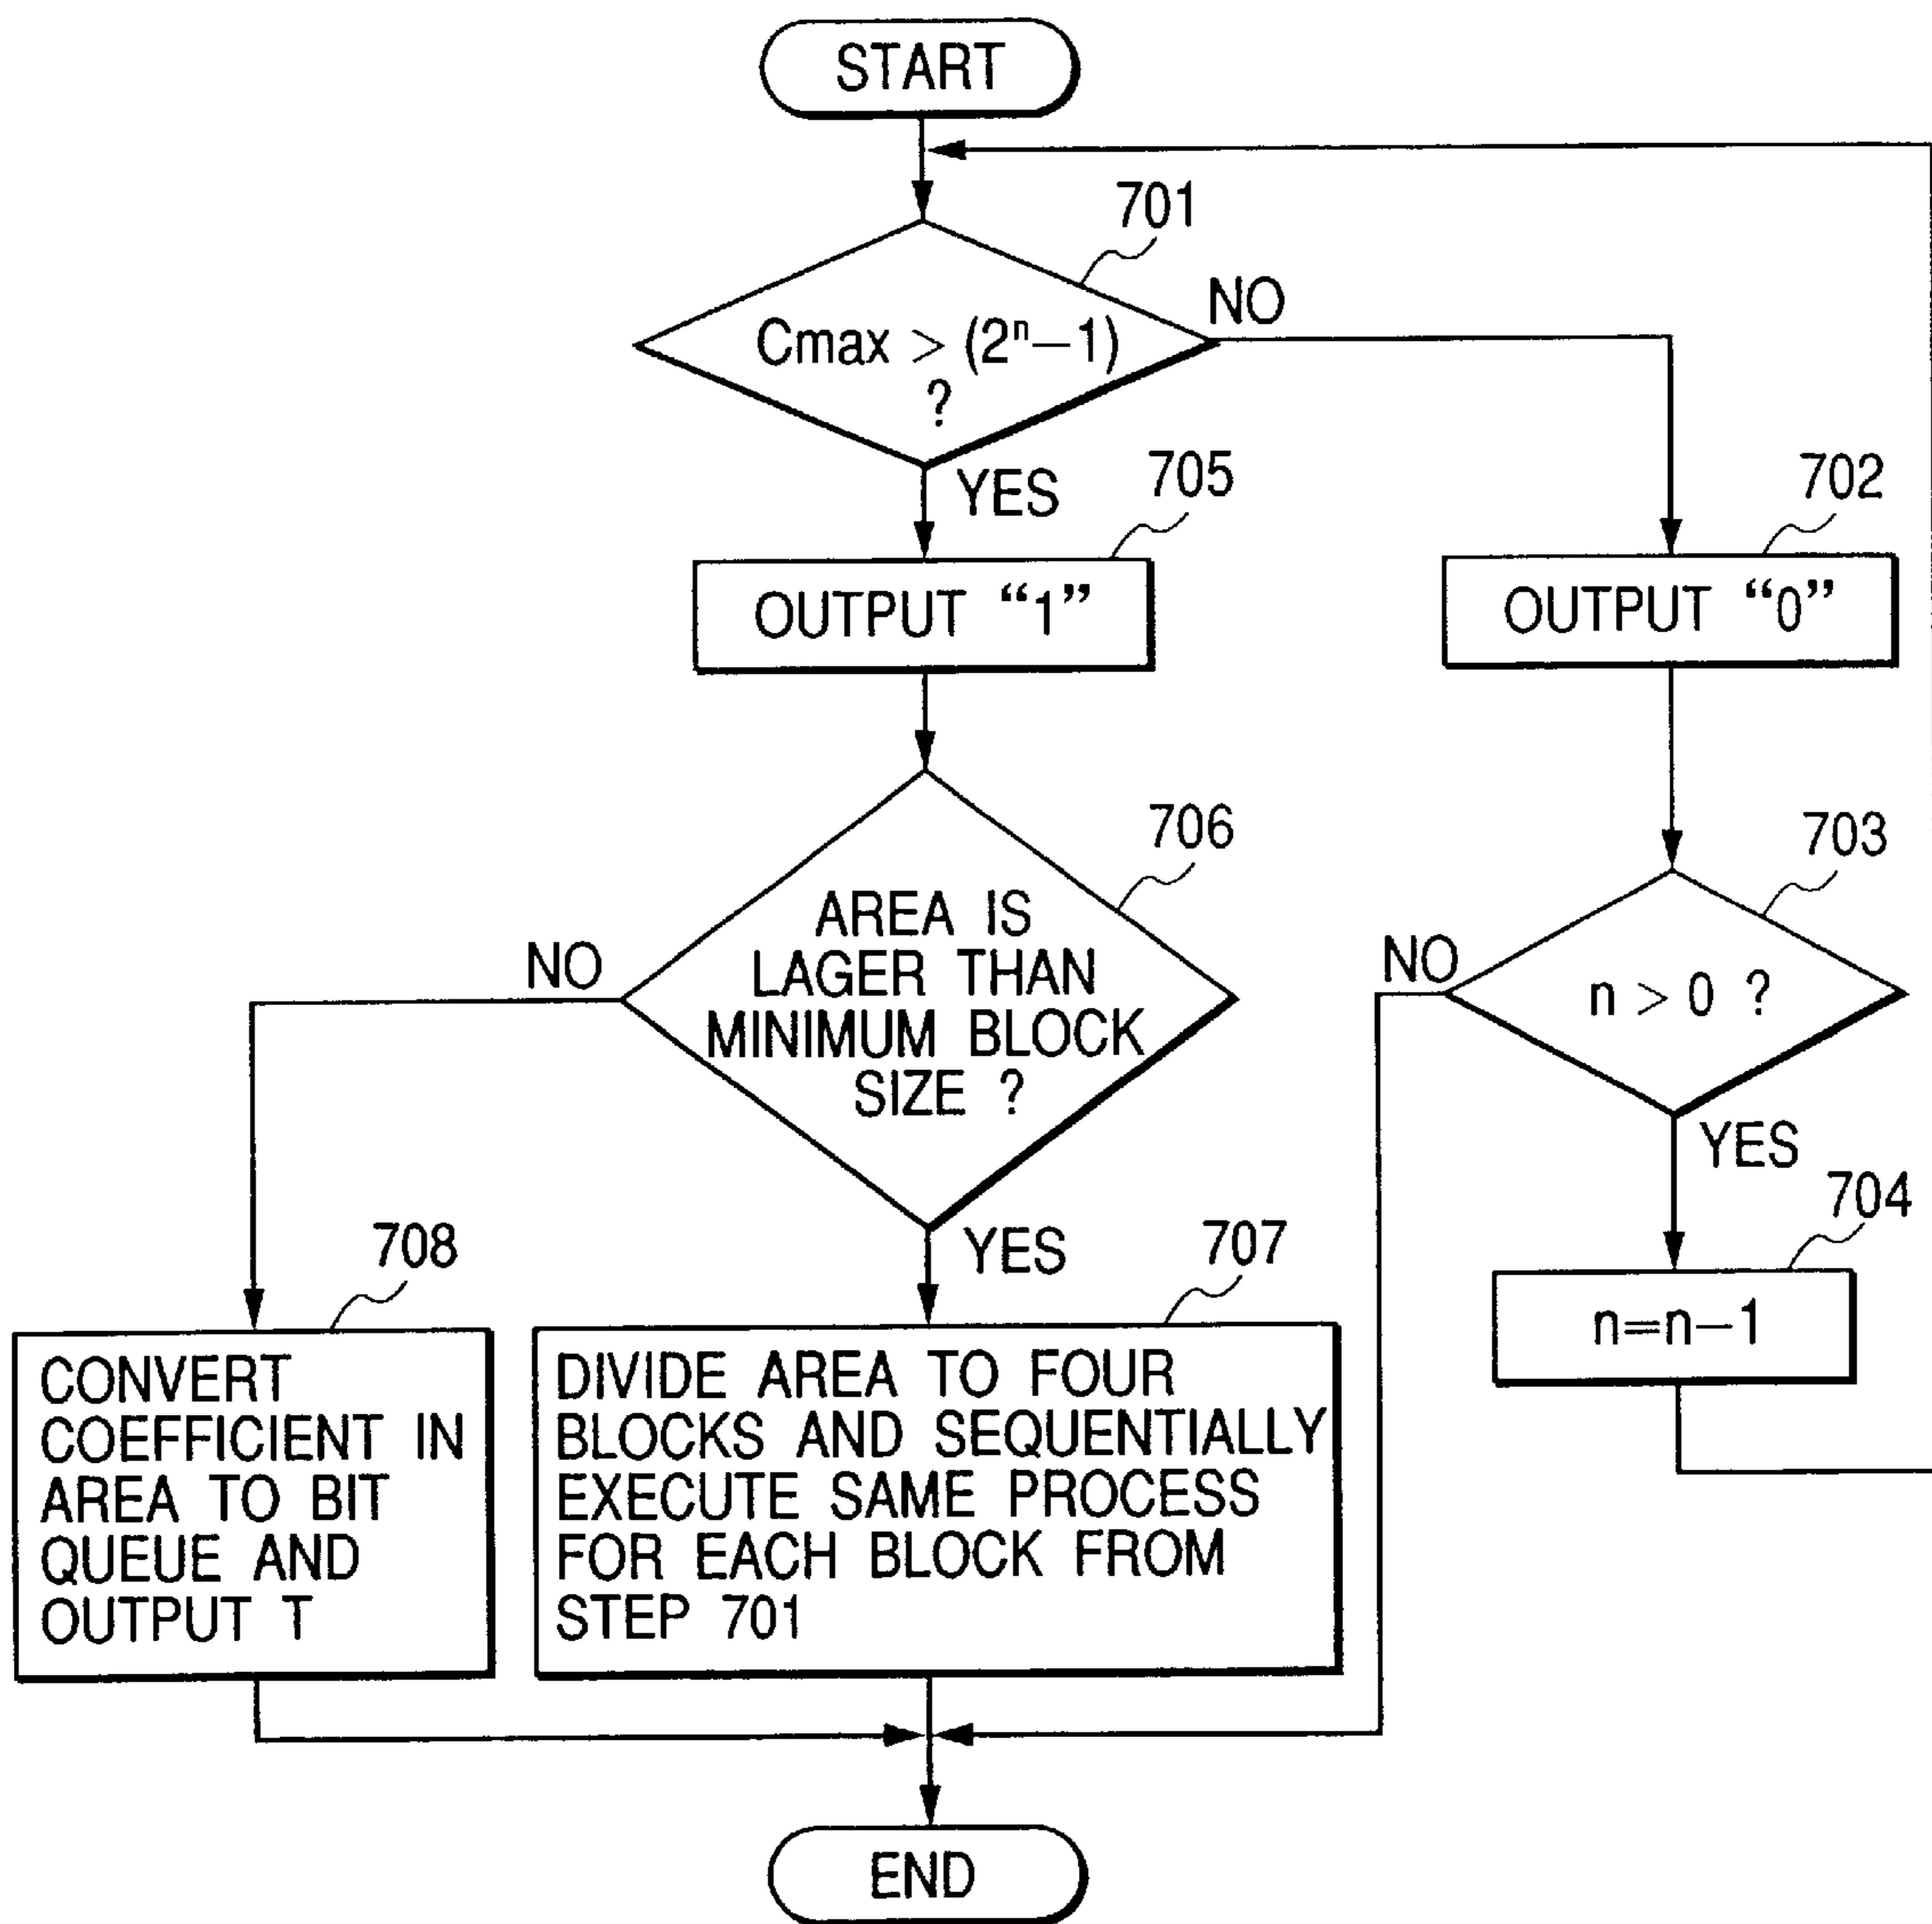 START
701
NO
Cmax > (2ⁿ−1)
?
YES
705
702
OUTPUT “1”
OUTPUT “0”
706
703
AREA IS
LAGER THAN
MINIMUM BLOCK
SIZE ?
NO
NO
n > 0 ?
YES
704
n=n−1
YES
708
707
CONVERT
COEFFICIENT IN
AREA TO BIT
QUEUE AND
OUTPUT T
DIVIDE AREA TO FOUR
BLOCKS AND SEQUENTIALLY
EXECUTE SAME PROCESS
FOR EACH BLOCK FROM
STEP 701
END